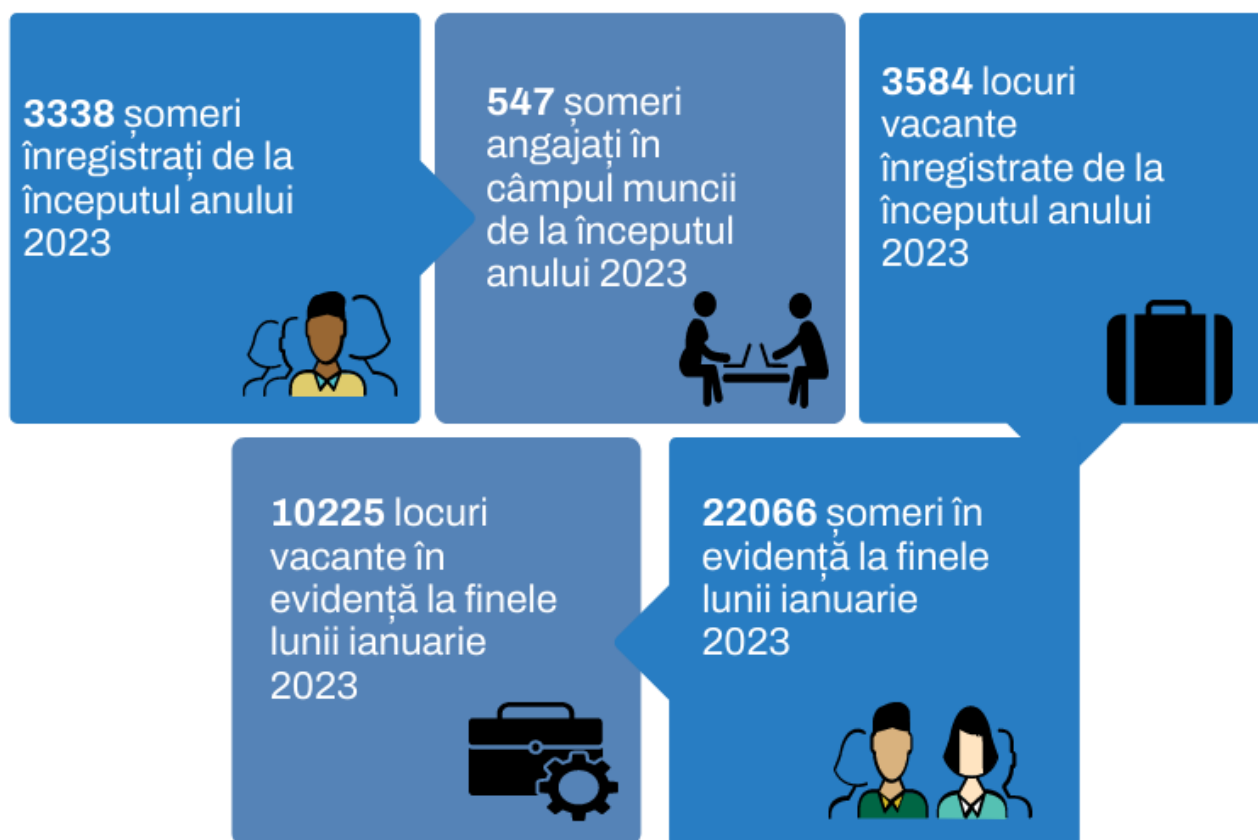 3338 șomeri
înregistrați de la
începutul anului
2023
547 șomeri
angajați în
câmpul muncii
de la începutul
anului 2023
3584 locuri
vacante
înregistrate de la
începutul anului
2023
10225 locuri
vacante în
evidență la finele
lunii ianuarie
2023
22066 șomeri în
evidență la finele
lunii ianuarie
2023